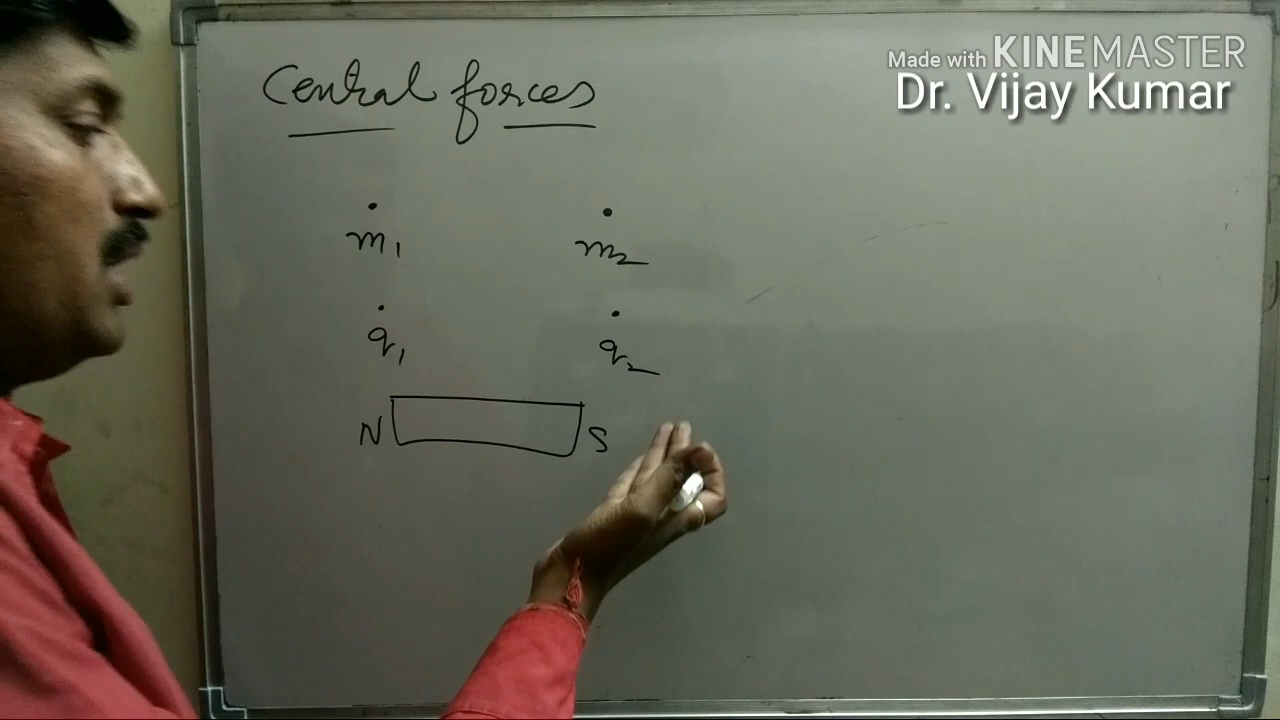 Made with KINEMASTER
Dr. Vijay Kumar
Central forces
m1 m2
q1 q2
N S